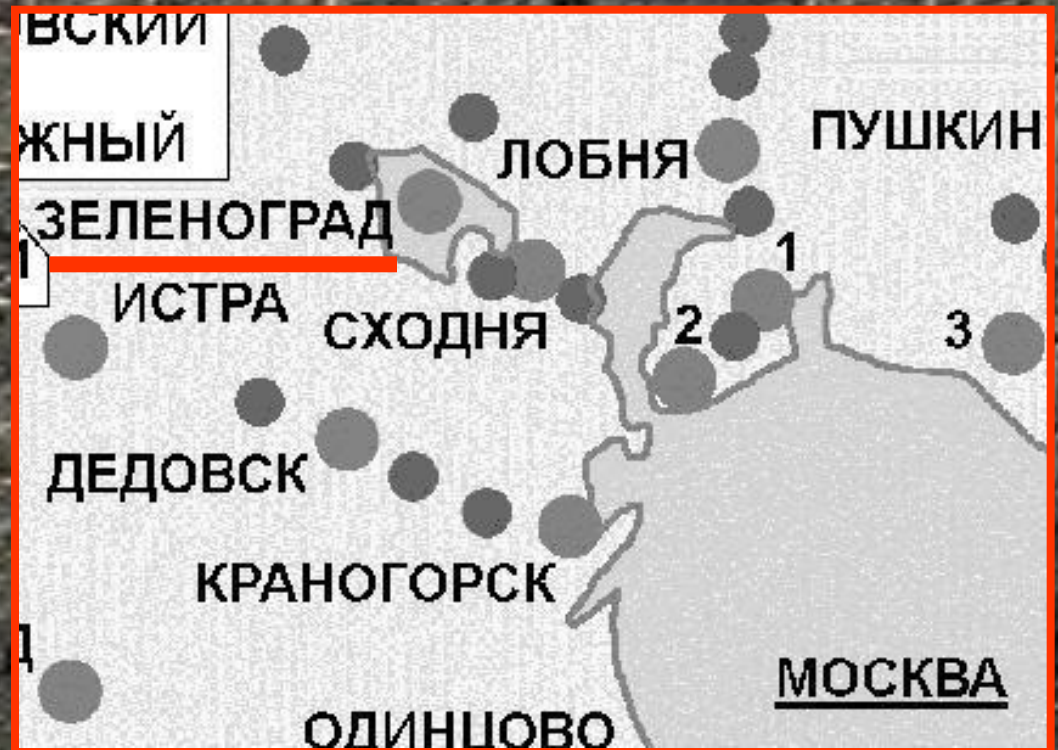 ВСКИЙ
ЖНЫЙ
ЛОБНЯ
ПУШКИН
ЗЕЛЕНОГРАД
1
ИСТРА
СХОДНЯ
2
3
ДЕДОВСК
КРАНОГОРСК
МОСКВА
ОДИНЦОВО